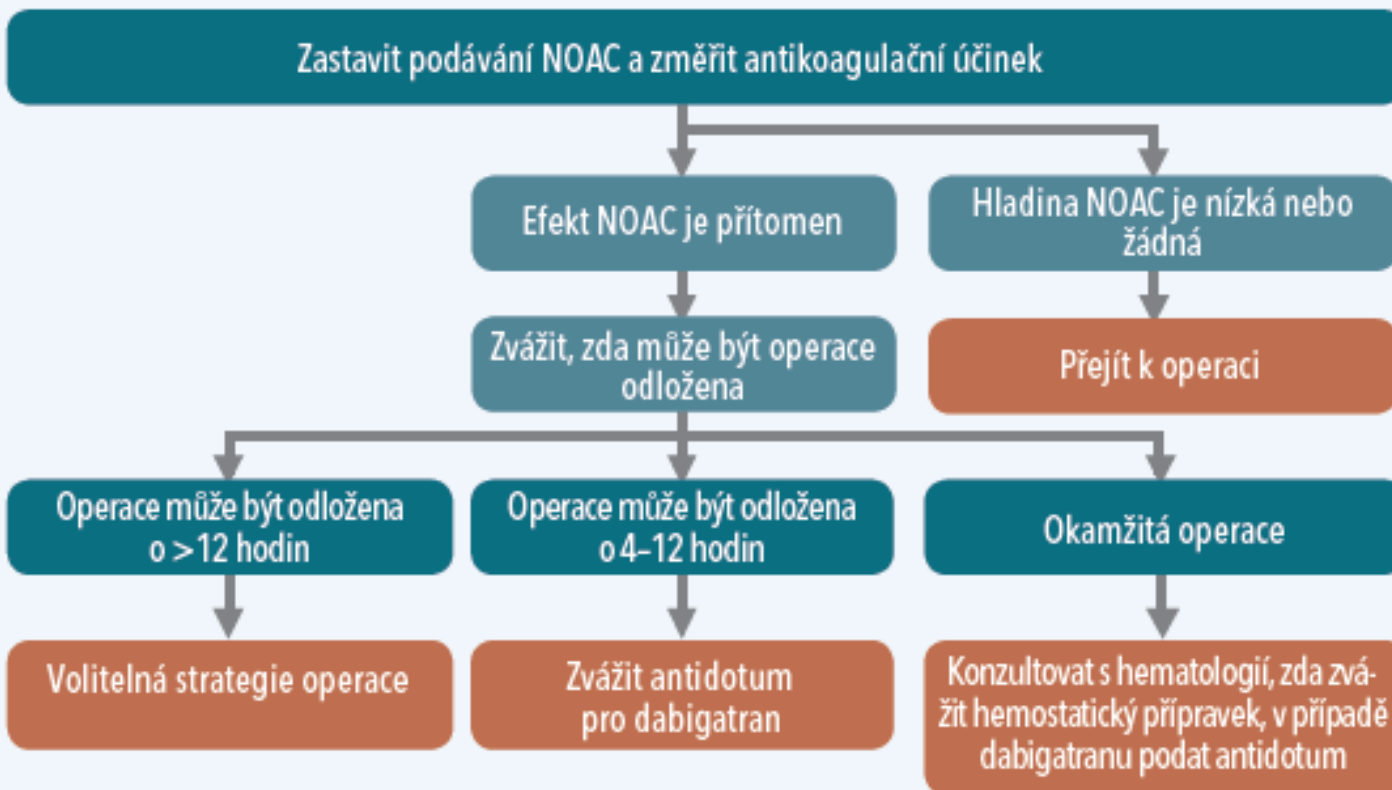 Zastavit podávání NOAC a změřit antikoagulační účinek
Efekt NOAC je přítomen
Hladina NOAC je nízká nebo
žádná
Zvážit, zda může být operace
odložena
Přejít k operaci
Operace může být odložena
o >12 hodin
Operace může být odložena
o 4–12 hodin
Okamžitá operace
Volitelná strategie operace
Zvážit antidotum
pro dabigatran
Konzultovat s hematologií, zda zvá-
žit hemostatický přípravek, v případě
dabigatranu podat antidotum